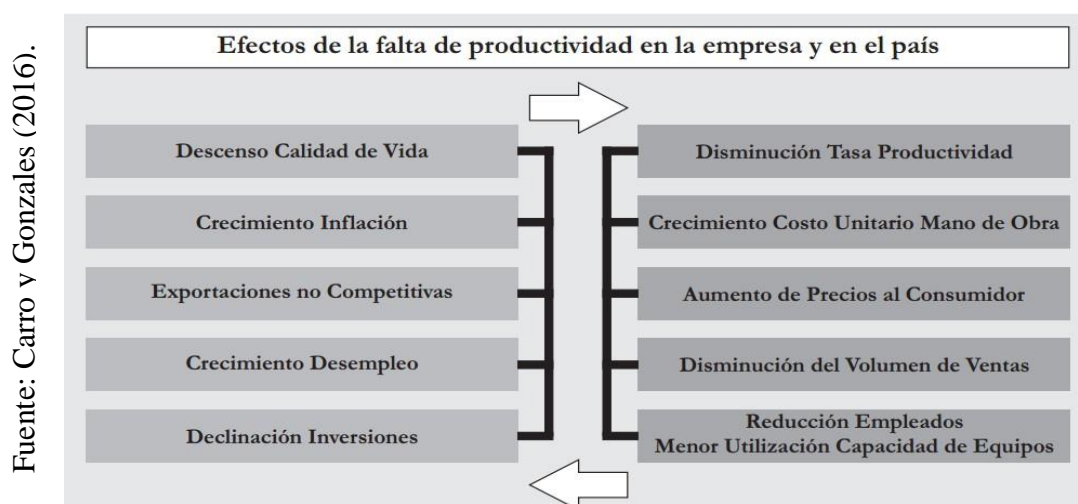 Efectos de la falta de productividad en la empresa y en el país
Descenso Calidad de Vida
Crecimiento Inflación
Exportaciones no Competitivas
Crecimiento Desempleo
Declinación Inversiones
Disminución Tasa Productividad
Crecimiento Costo Unitario Mano de Obra
Aumento de Precios al Consumidor
Disminución del Volumen de Ventas
Reducción Empleados
Menor Utilización Capacidad de Equipos
Fuente: Carro y Gonzales (2016).